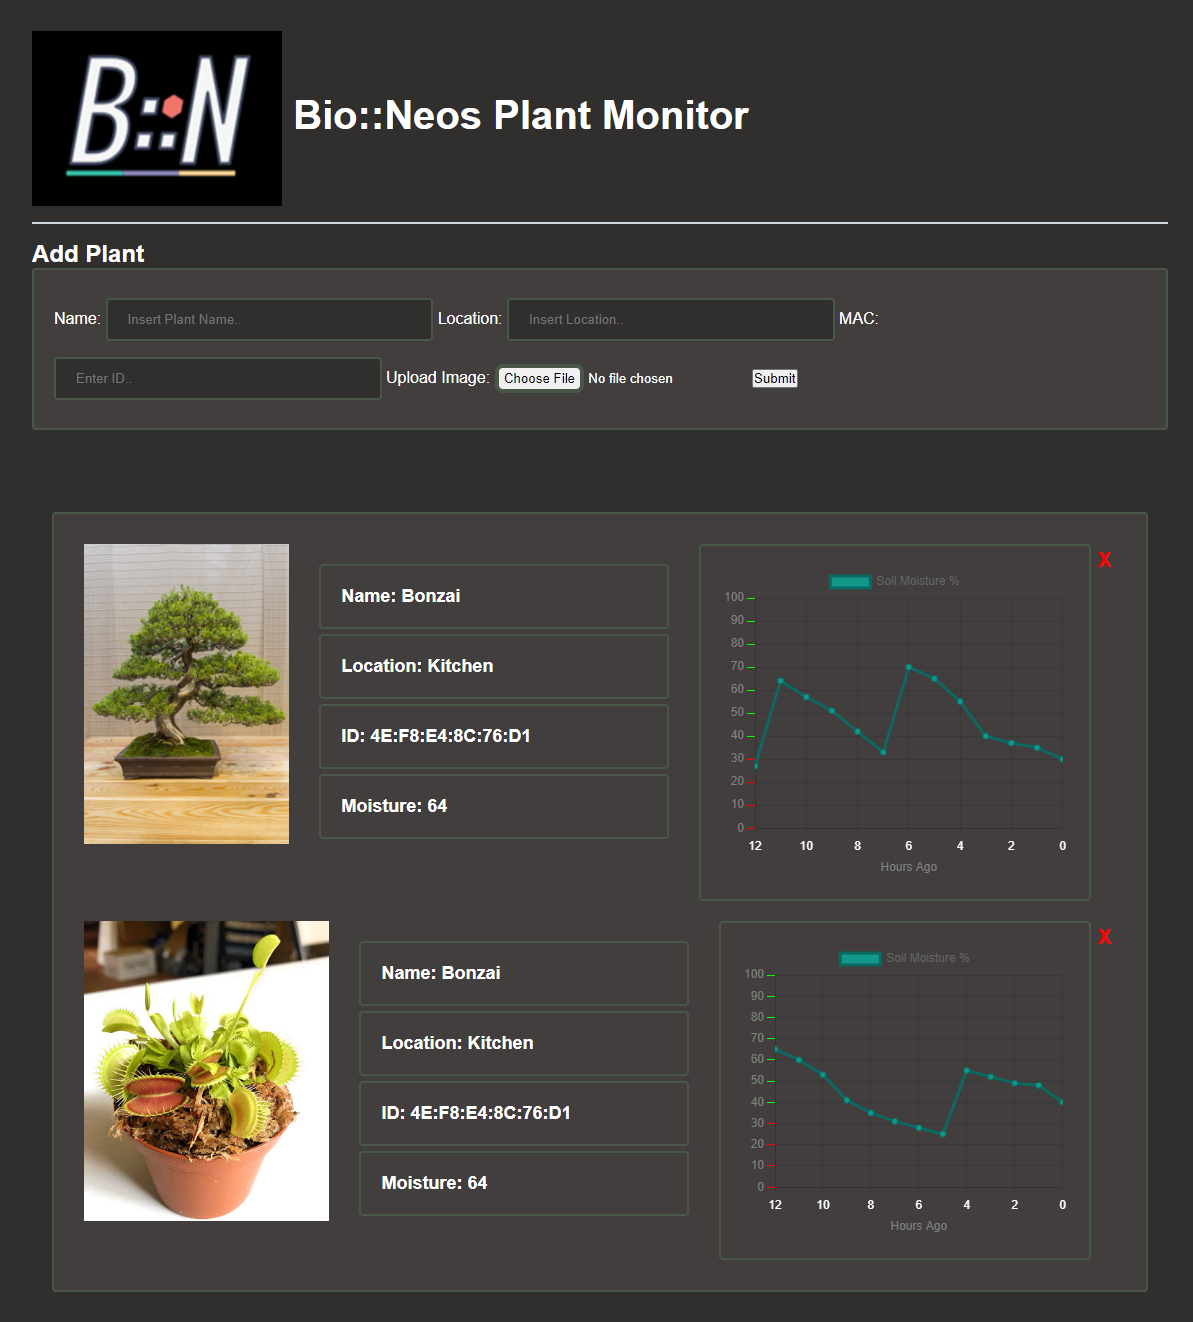 B::N
Bio::Neos Plant Monitor
Add Plant
Name: Insert Plant Name.. Location: Insert Location.. MAC:
Enter ID.. Upload Image: Choose File No file chosen Submit
Name: Bonzai
Location: Kitchen
ID: 4E:F8:E4:8C:76:D1
Moisture: 64
X
Soil Moisture %
100
90
80
70
60
50
40
30
20
10
0
12 10 8 6 4 2 0
Hours Ago
Name: Bonzai
Location: Kitchen
ID: 4E:F8:E4:8C:76:D1
Moisture: 64
X
Soil Moisture %
100
90
80
70
60
50
40
30
20
10
0
12 10 8 6 4 2 0
Hours Ago